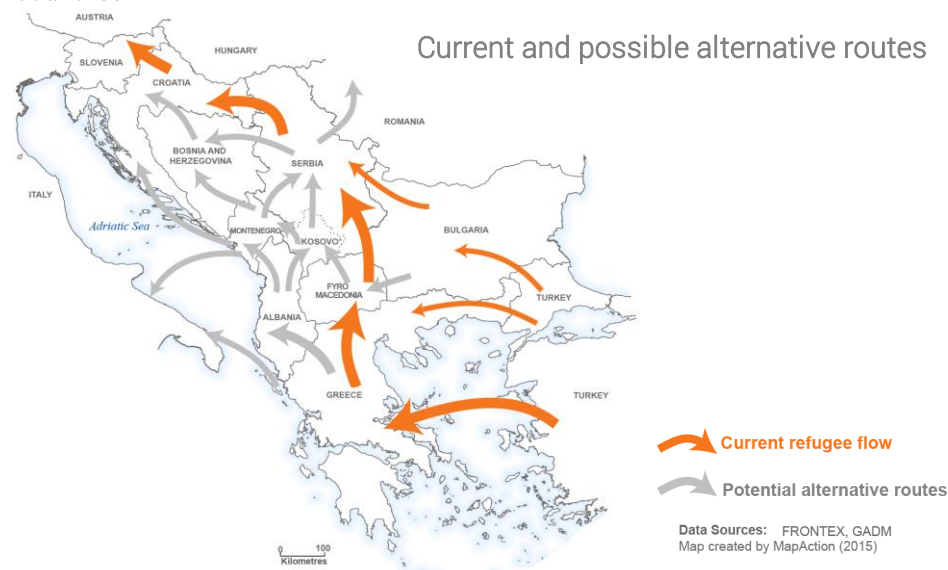 AUSTRIA
Current and possible alternative routes
HUNGARY
SLOVENIA
CROATIA
ROMANIA
BOSNIA AND
HERZEGOVINA
SERBIA
ITALY
Adriatic Sea
MONTENEGRO
KOSOVO
BULGARIA
FYRO
MACEDONIA
TURKEY
ALBANIA
GREECE
TURKEY
Current refugee flow
Potential alternative routes
Data Sources: FRONTEX, GADM
Map created by MapAction (2015)
0 100
Kilometres